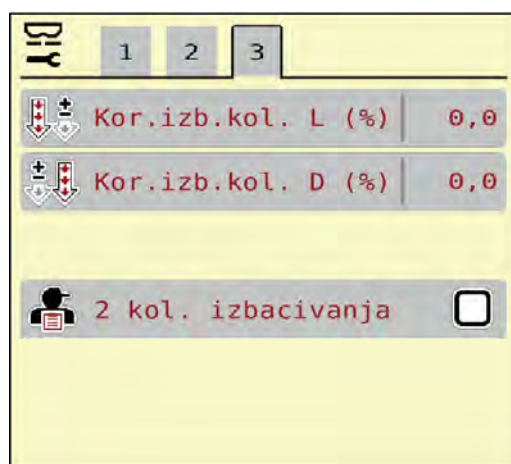 1 2 3
Kor.izb.kol. L (%) 0,0
Kor.izb.kol. D (%) 0,0
2 kol. izbacivanja